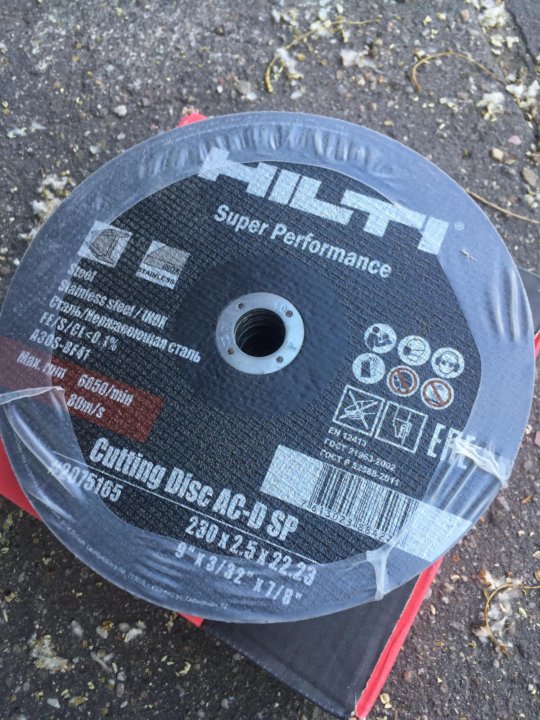 HILTI
Super Performance
INOX
STAINLESS
Steel
Stainless steel / INOX
Сталь/Нержавеющая сталь
FE/S/CL<0.1%
A30S-BF41
Max. rpm 6650/min
80m/s
EN 12413
ГОСТ 21963-2002
ГОСТ Р 52588-2011
EAC
Cutting Disc AC-D SP
#2075165
230 x 2.5 x 22.23
9" x 3/32" x 7/8"